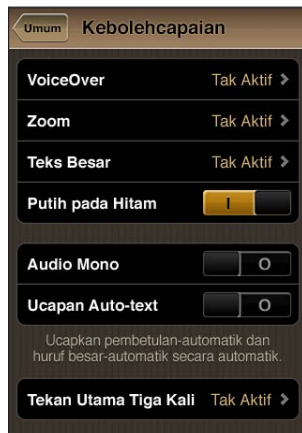 Umum Kebolehcapaian
VoiceOver Tak Aktif
Zoom Tak Aktif
Teks Besar Tak Aktif
Putih pada Hitam I
Audio Mono O
Ucapan Auto-text O
Ucapkan pembetulan-automatik dan
huruf besar-automatik secara automatik.
Tekan Utama Tiga Kali Tak Aktif